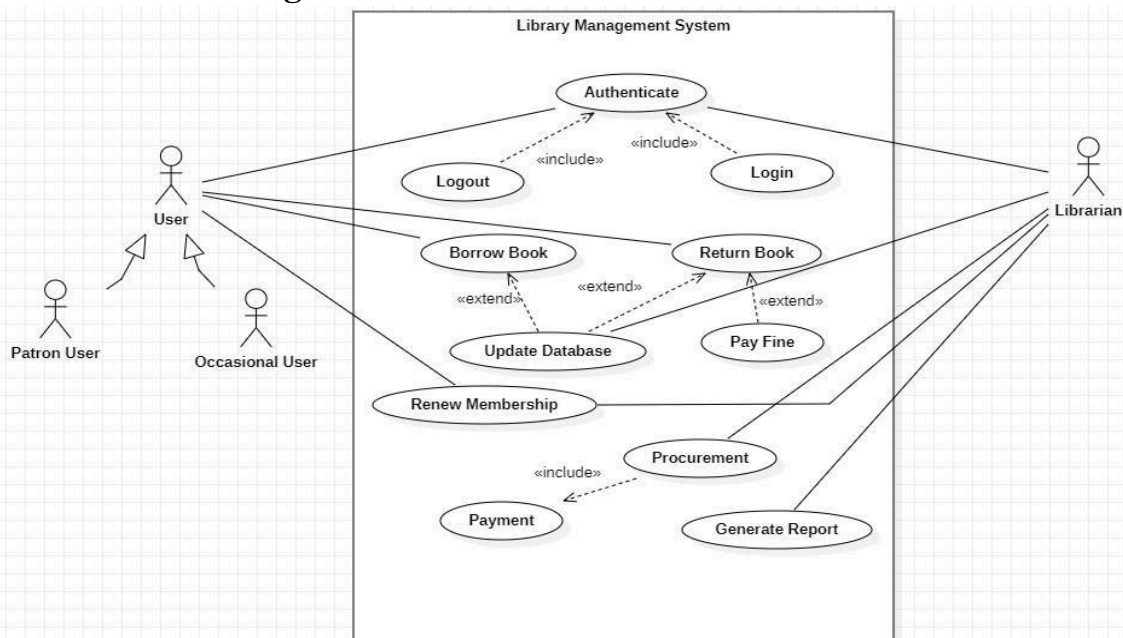 Library Management System
Authenticate
«include»
«include»
Logout
Login
User
Librarian
Borrow Book
Return Book
«extend»
«extend»
«extend»
Patron User
Occasional User
Update Database
Pay Fine
Renew Membership
Procurement
«include»
Payment
Generate Report